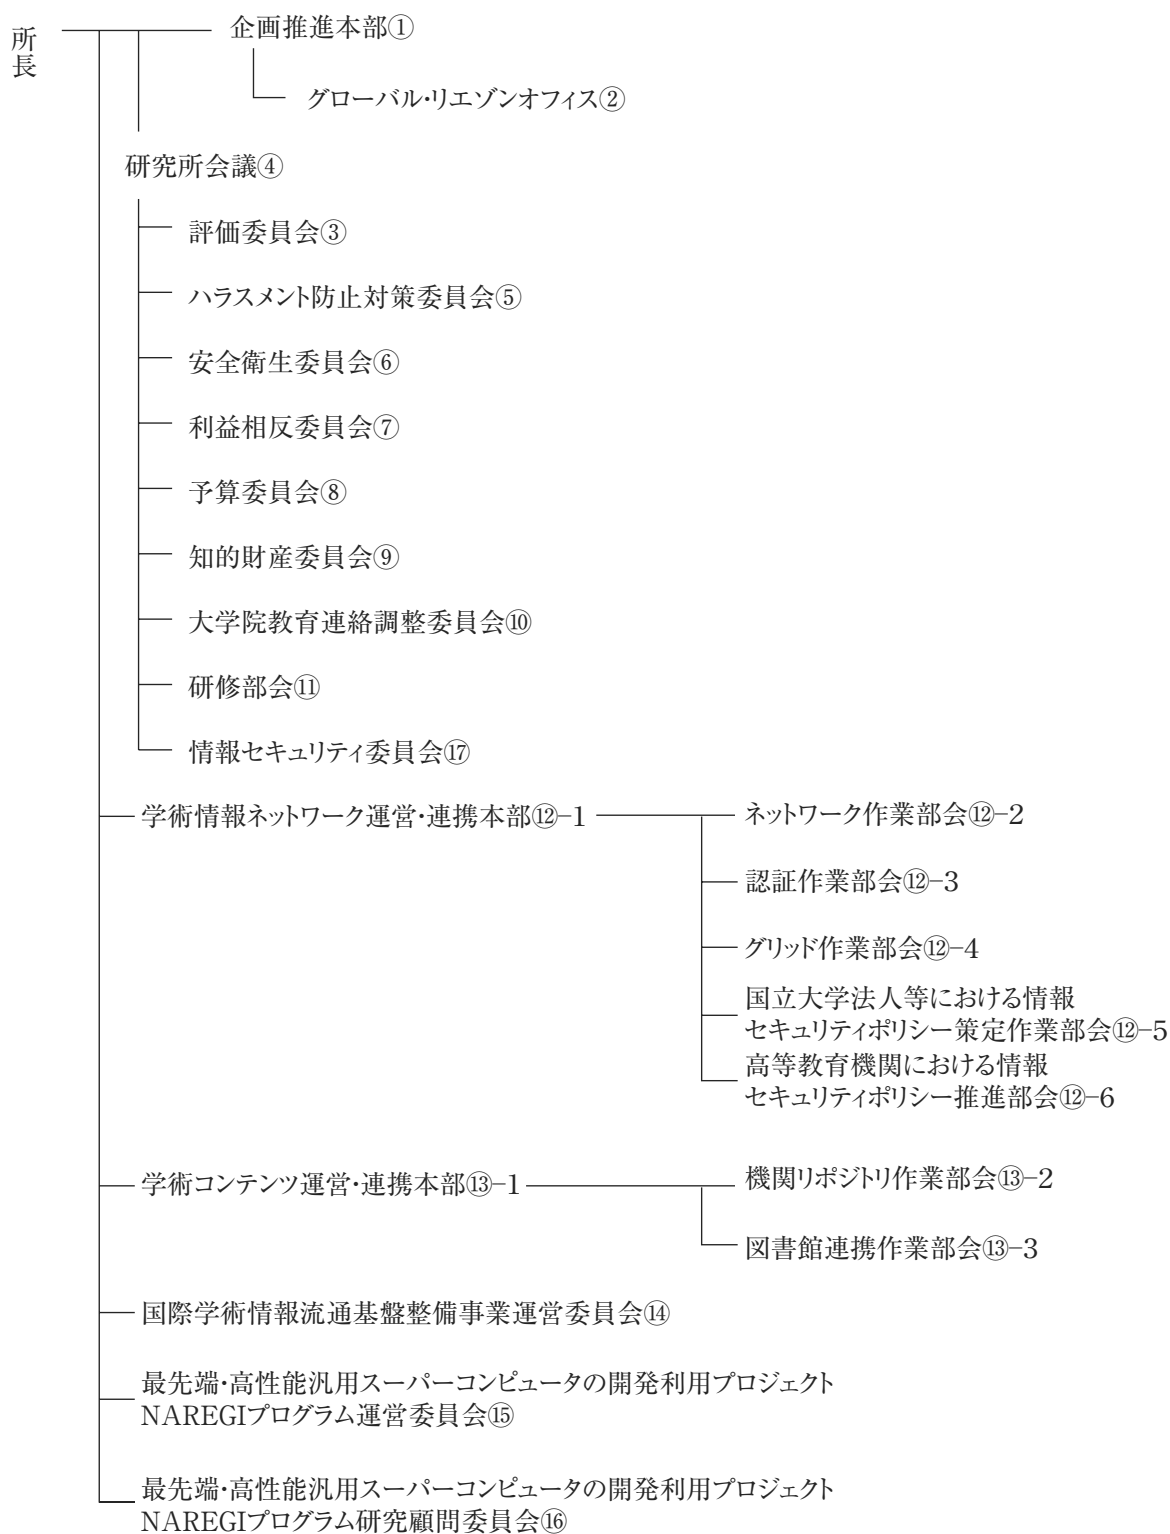 所長
企画推進本部①
グローバル・リエゾンオフィス②
研究所会議④
評価委員会③
ハラスメント防止対策委員会⑤
安全衛生委員会⑥
利益相反委員会⑦
予算委員会⑧
知的財産委員会⑨
大学院教育連絡調整委員会⑩
研修部会⑪
情報セキュリティ委員会⑰
学術情報ネットワーク運営・連携本部⑫−1
ネットワーク作業部会⑫−2
認証作業部会⑫−3
グリッド作業部会⑫−4
国立大学法人等における情報
セキュリティポリシー策定作業部会⑫−5
高等教育機関における情報
セキュリティポリシー推進部会⑫−6
学術コンテンツ運営・連携本部⑬−1
機関リポジトリ作業部会⑬−2
図書館連携作業部会⑬−3
国際学術情報流通基盤整備事業運営委員会⑭
最先端・高性能汎用スーパーコンピュータの開発利用プロジェクト
NAREGIプログラム運営委員会⑮
最先端・高性能汎用スーパーコンピュータの開発利用プロジェクト
NAREGIプログラム研究顧問委員会⑯